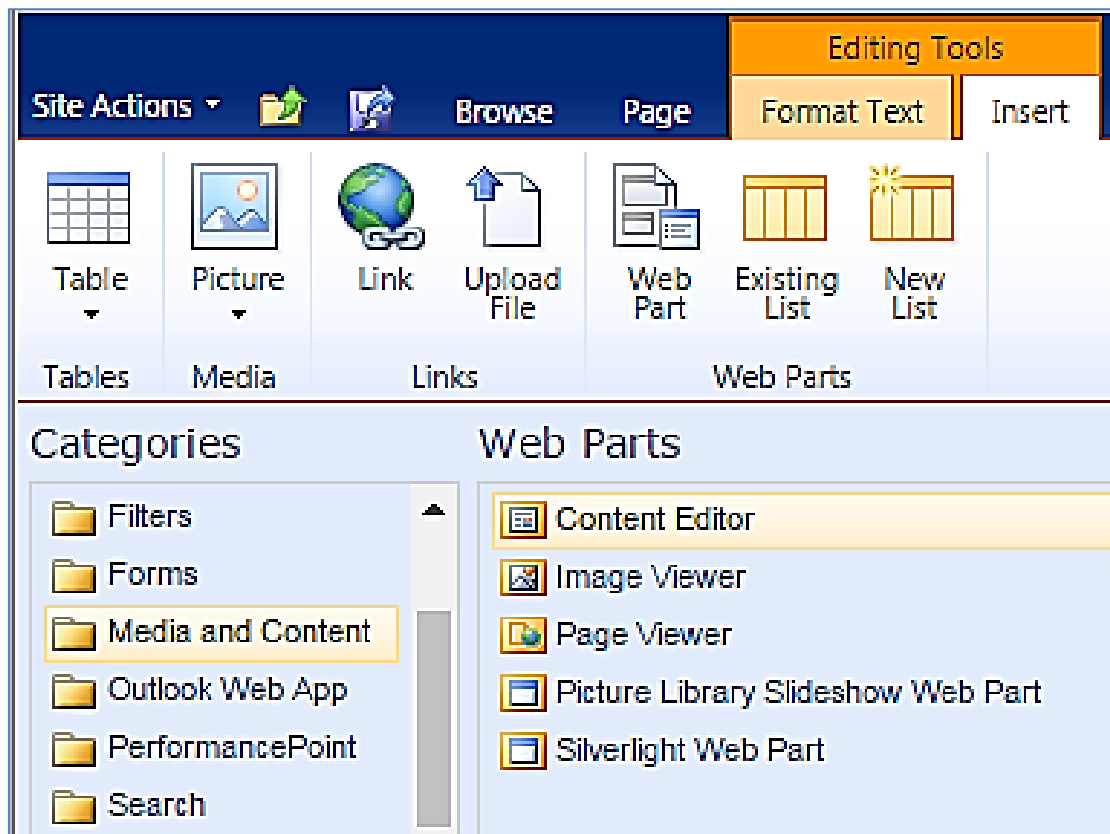 Editing Tools
Site Actions Browse Page Format Text Insert
Table Picture Link Upload File Web Part Existing List New List
Tables Media Links Web Parts
Categories
Filters
Forms
Media and Content
Outlook Web App
PerformancePoint
Search
Web Parts
Content Editor
Image Viewer
Page Viewer
Picture Library Slideshow Web Part
Silverlight Web Part